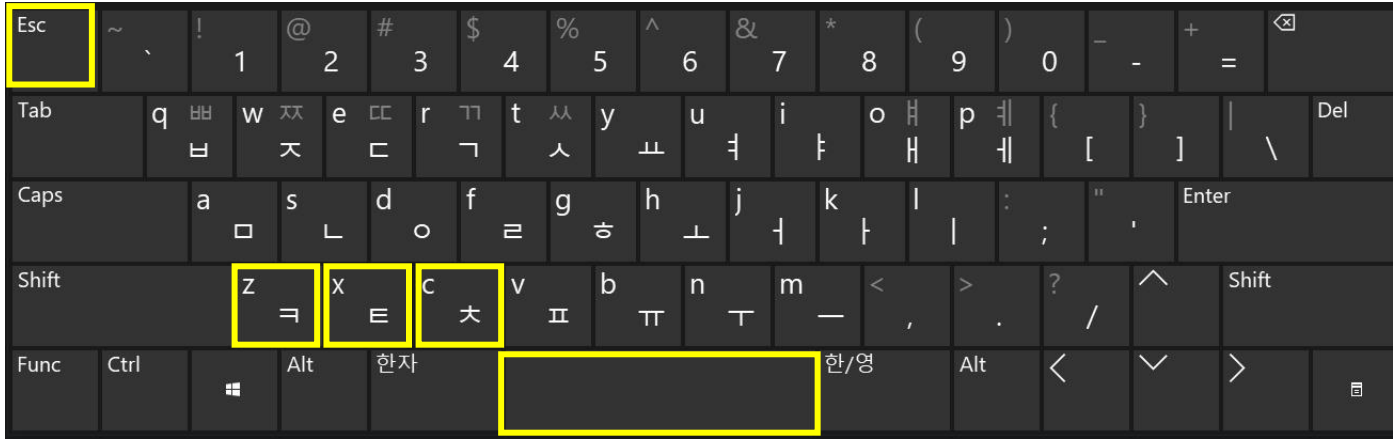 Esc ~ ` ! 1 @ 2 # 3 $ 4 % 5 ^ 6 & 7 * 8 ( 9 ) 0 _ - + =
Tab q ㅃ ㅂ w ㅉ ㅈ e ㄸ ㄷ r ㄲ ㄱ t ㅆ ㅅ y ㅛ u ㅕ i ㅑ o ㅒ ㅐ p ㅖ ㅔ { [ } ] | \ Del
Caps a ㅁ s ㄴ d ㅇ f ㄹ g ㅎ h ㅗ j ㅓ k ㅏ l ㅣ : ; " ' Enter
Shift z ㅋ x ㅌ c ㅊ v ㅍ b ㅠ n ㅜ m ㅡ < , > . ? / Shift
Func Ctrl Alt 한자 한/영 Alt